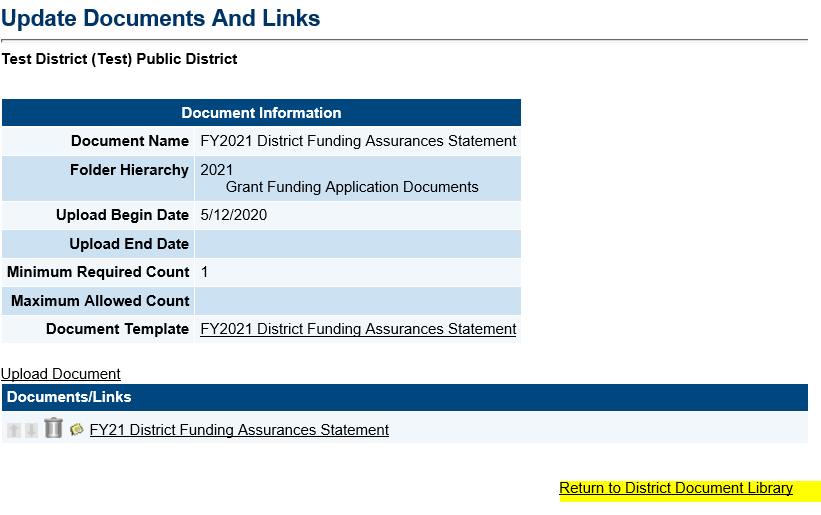 Update Documents And Links
Test District (Test) Public District
Document Information
Document Name FY2021 District Funding Assurances Statement
Folder Hierarchy 2021
Grant Funding Application Documents
Upload Begin Date 5/12/2020
Upload End Date
Minimum Required Count 1
Maximum Allowed Count
Document Template FY2021 District Funding Assurances Statement
Upload Document
Documents/Links
FY21 District Funding Assurances Statement
Return to District Document Library